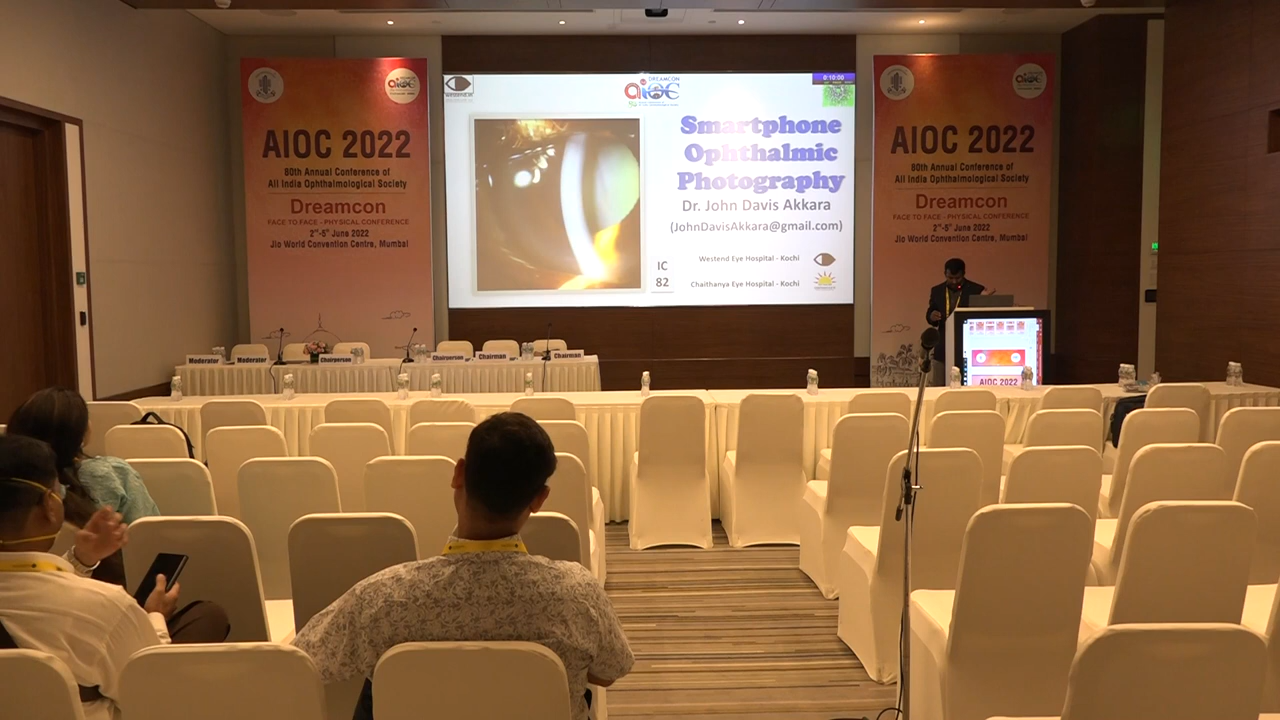 AIOC 2022
80th Annual Conference of
All India Ophthalmological Society
Dreamcon
FACE TO FACE - PHYSICAL CONFERENCE
2nd-5th June 2022
Jio World Convention Centre, Mumbai
DREAMCON
aioc
0:10:00
Smartphone
Ophthalmic
Photography
Dr. John Davis Akkara
(JohnDavisAkkara@gmail.com)
Westend Eye Hospital - Kochi
IC
82
Chaithanya Eye Hospital - Kochi
AIOC 2022
80th Annual Conference of
All India Ophthalmological Society
Dreamcon
FACE TO FACE - PHYSICAL CONFERENCE
2nd-5th June 2022
Jio World Convention Centre, Mumbai
Moderator
Moderator
Chairperson
Chairperson
Chairman
Chairman
AIOC 2022